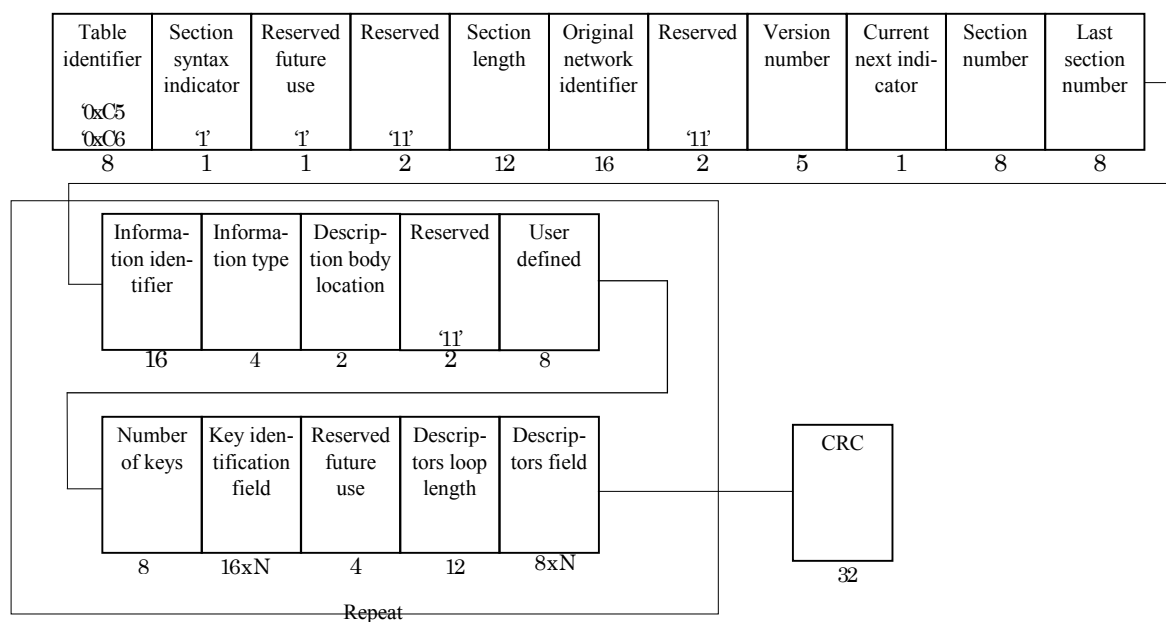 Table
identifier
‘0xC5
‘0xC6
8
Section
syntax
indicator
‘1’
1
Reserved
future
use
‘1’
1
Reserved
‘11’
2
Section
length
12
Original
network
identifier
16
Reserved
‘11’
2
Version
number
5
Current
next indi-
cator
1
Section
number
8
Last
section
number
8
Informa-
tion iden-
tifier
16
Informa-
tion type
4
Descrip-
tion body
location
2
Reserved
‘11’
2
User
defined
8
Number
of keys
8
Key iden-
tification
field
16xN
Reserved
future
use
4
Descrip-
tors loop
length
12
Descrip-
tors field
8xN
CRC
32
Repeat